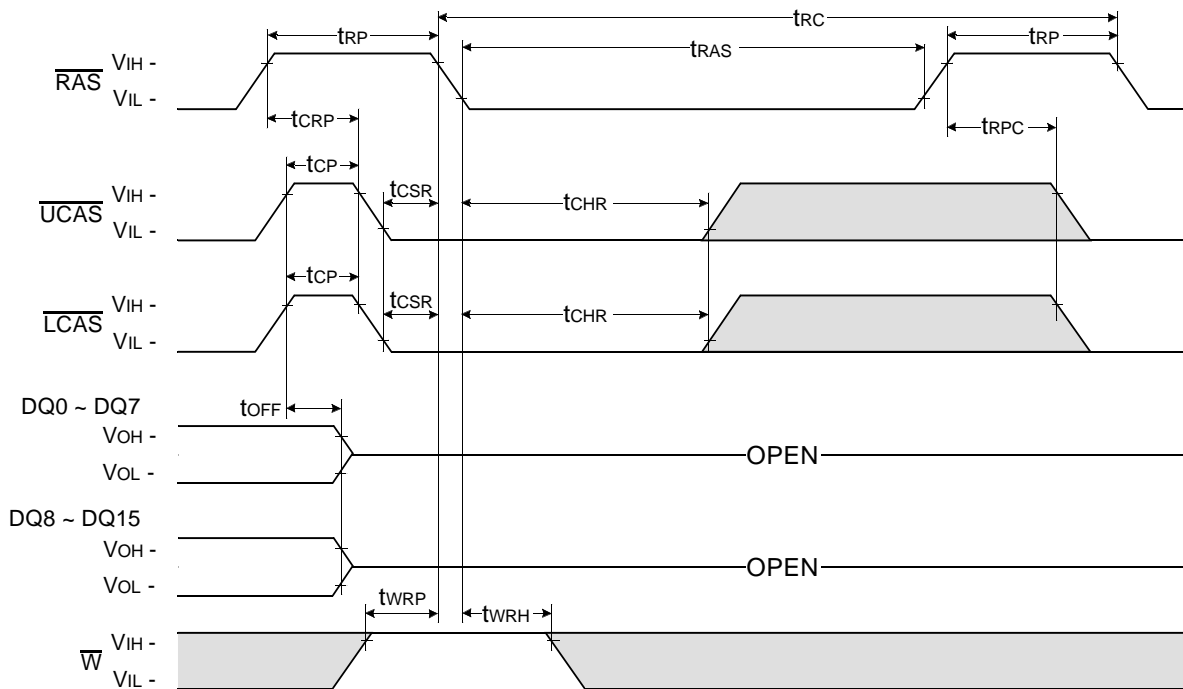 tRC
tRP tRAS tRP
RAS VIH -
VIL -
tCRP tRPC
tCP tCSR tCHR
UCAS VIH -
VIL -
tCP tCSR tCHR
LCAS VIH -
VIL -
DQ0 ~ DQ7 tOFF
VOH -
VOL - OPEN
DQ8 ~ DQ15
VOH -
VOL - OPEN
tWRP tWRH
W VIH -
VIL -